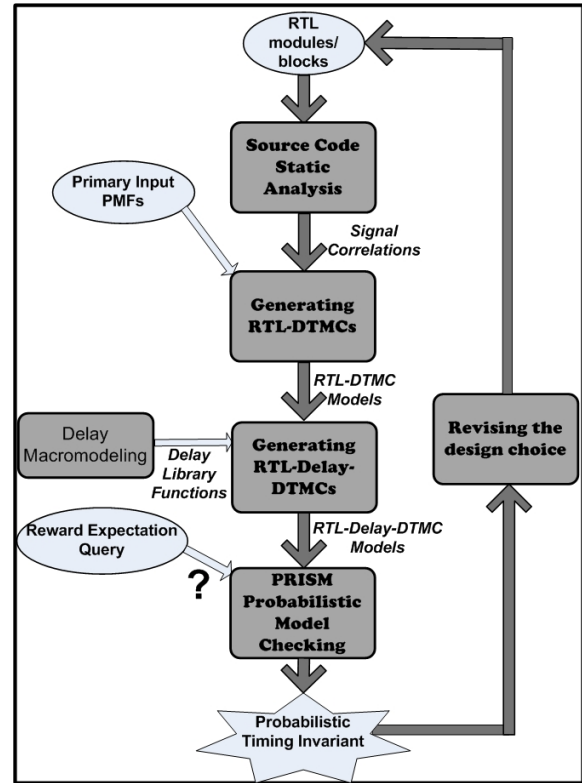 RTL
modules/
blocks
Source Code
Static
Analysis
Primary Input
PMFs
Signal
Correlations
Generating
RTL-DTMCs
RTL-DTMC
Models
Delay
Macromodeling
Delay
Library
Functions
Generating
RTL-Delay-
DTMCs
Revising the
design choice
RTL-Delay-DTMC
Models
Reward Expectation
Query
?
PRISM
Probabilistic
Model
Checking
Probabilistic
Timing Invariant